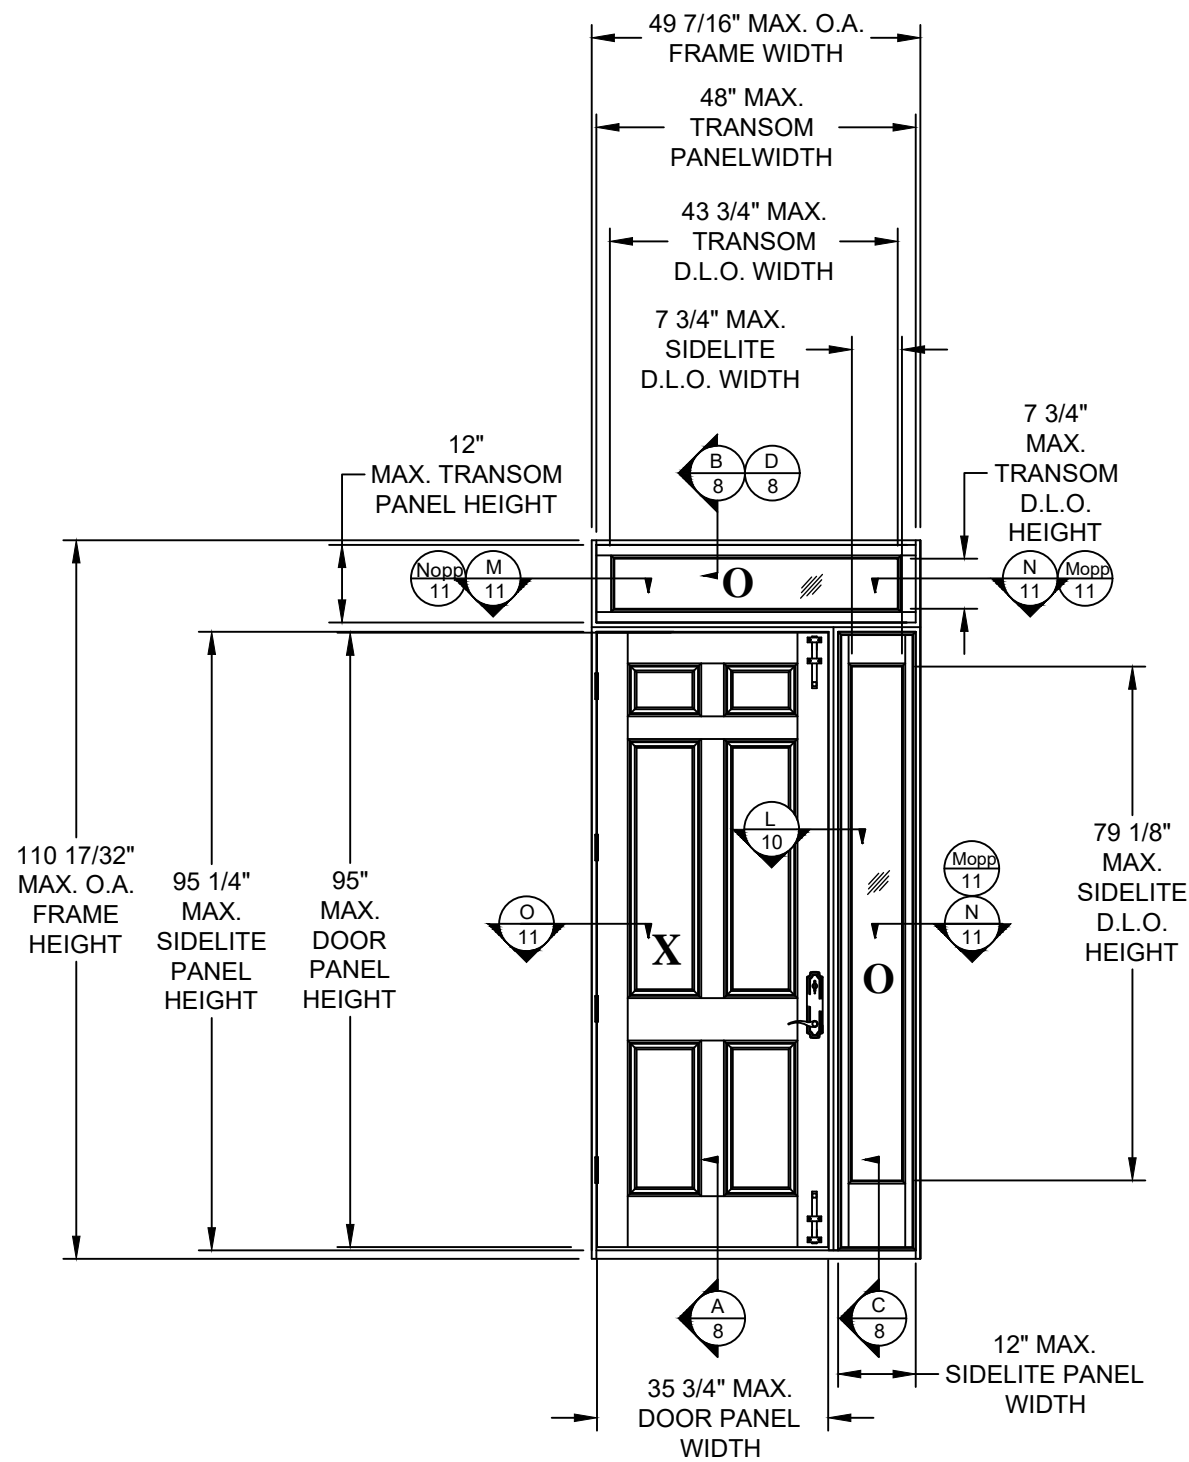 49 7/16" MAX. O.A.
FRAME WIDTH
48" MAX.
TRANSOM
PANELWIDTH
43 3/4" MAX.
TRANSOM
D.L.O. WIDTH
7 3/4" MAX.
SIDELITE
D.L.O. WIDTH
12"
MAX. TRANSOM
PANEL HEIGHT
B
8
D
8
7 3/4"
MAX.
TRANSOM
D.L.O.
HEIGHT
Nopp
11
M
11
O
N
11
Mopp
11
L
10
110 17/32"
MAX. O.A.
FRAME
HEIGHT
95 1/4"
MAX.
SIDELITE
PANEL
HEIGHT
95"
MAX.
DOOR
PANEL
HEIGHT
O
11
X
O
Mopp
11
N
11
79 1/8"
MAX.
SIDELITE
D.L.O.
HEIGHT
A
8
C
8
35 3/4" MAX.
DOOR PANEL
WIDTH
12" MAX.
SIDELITE PANEL
WIDTH